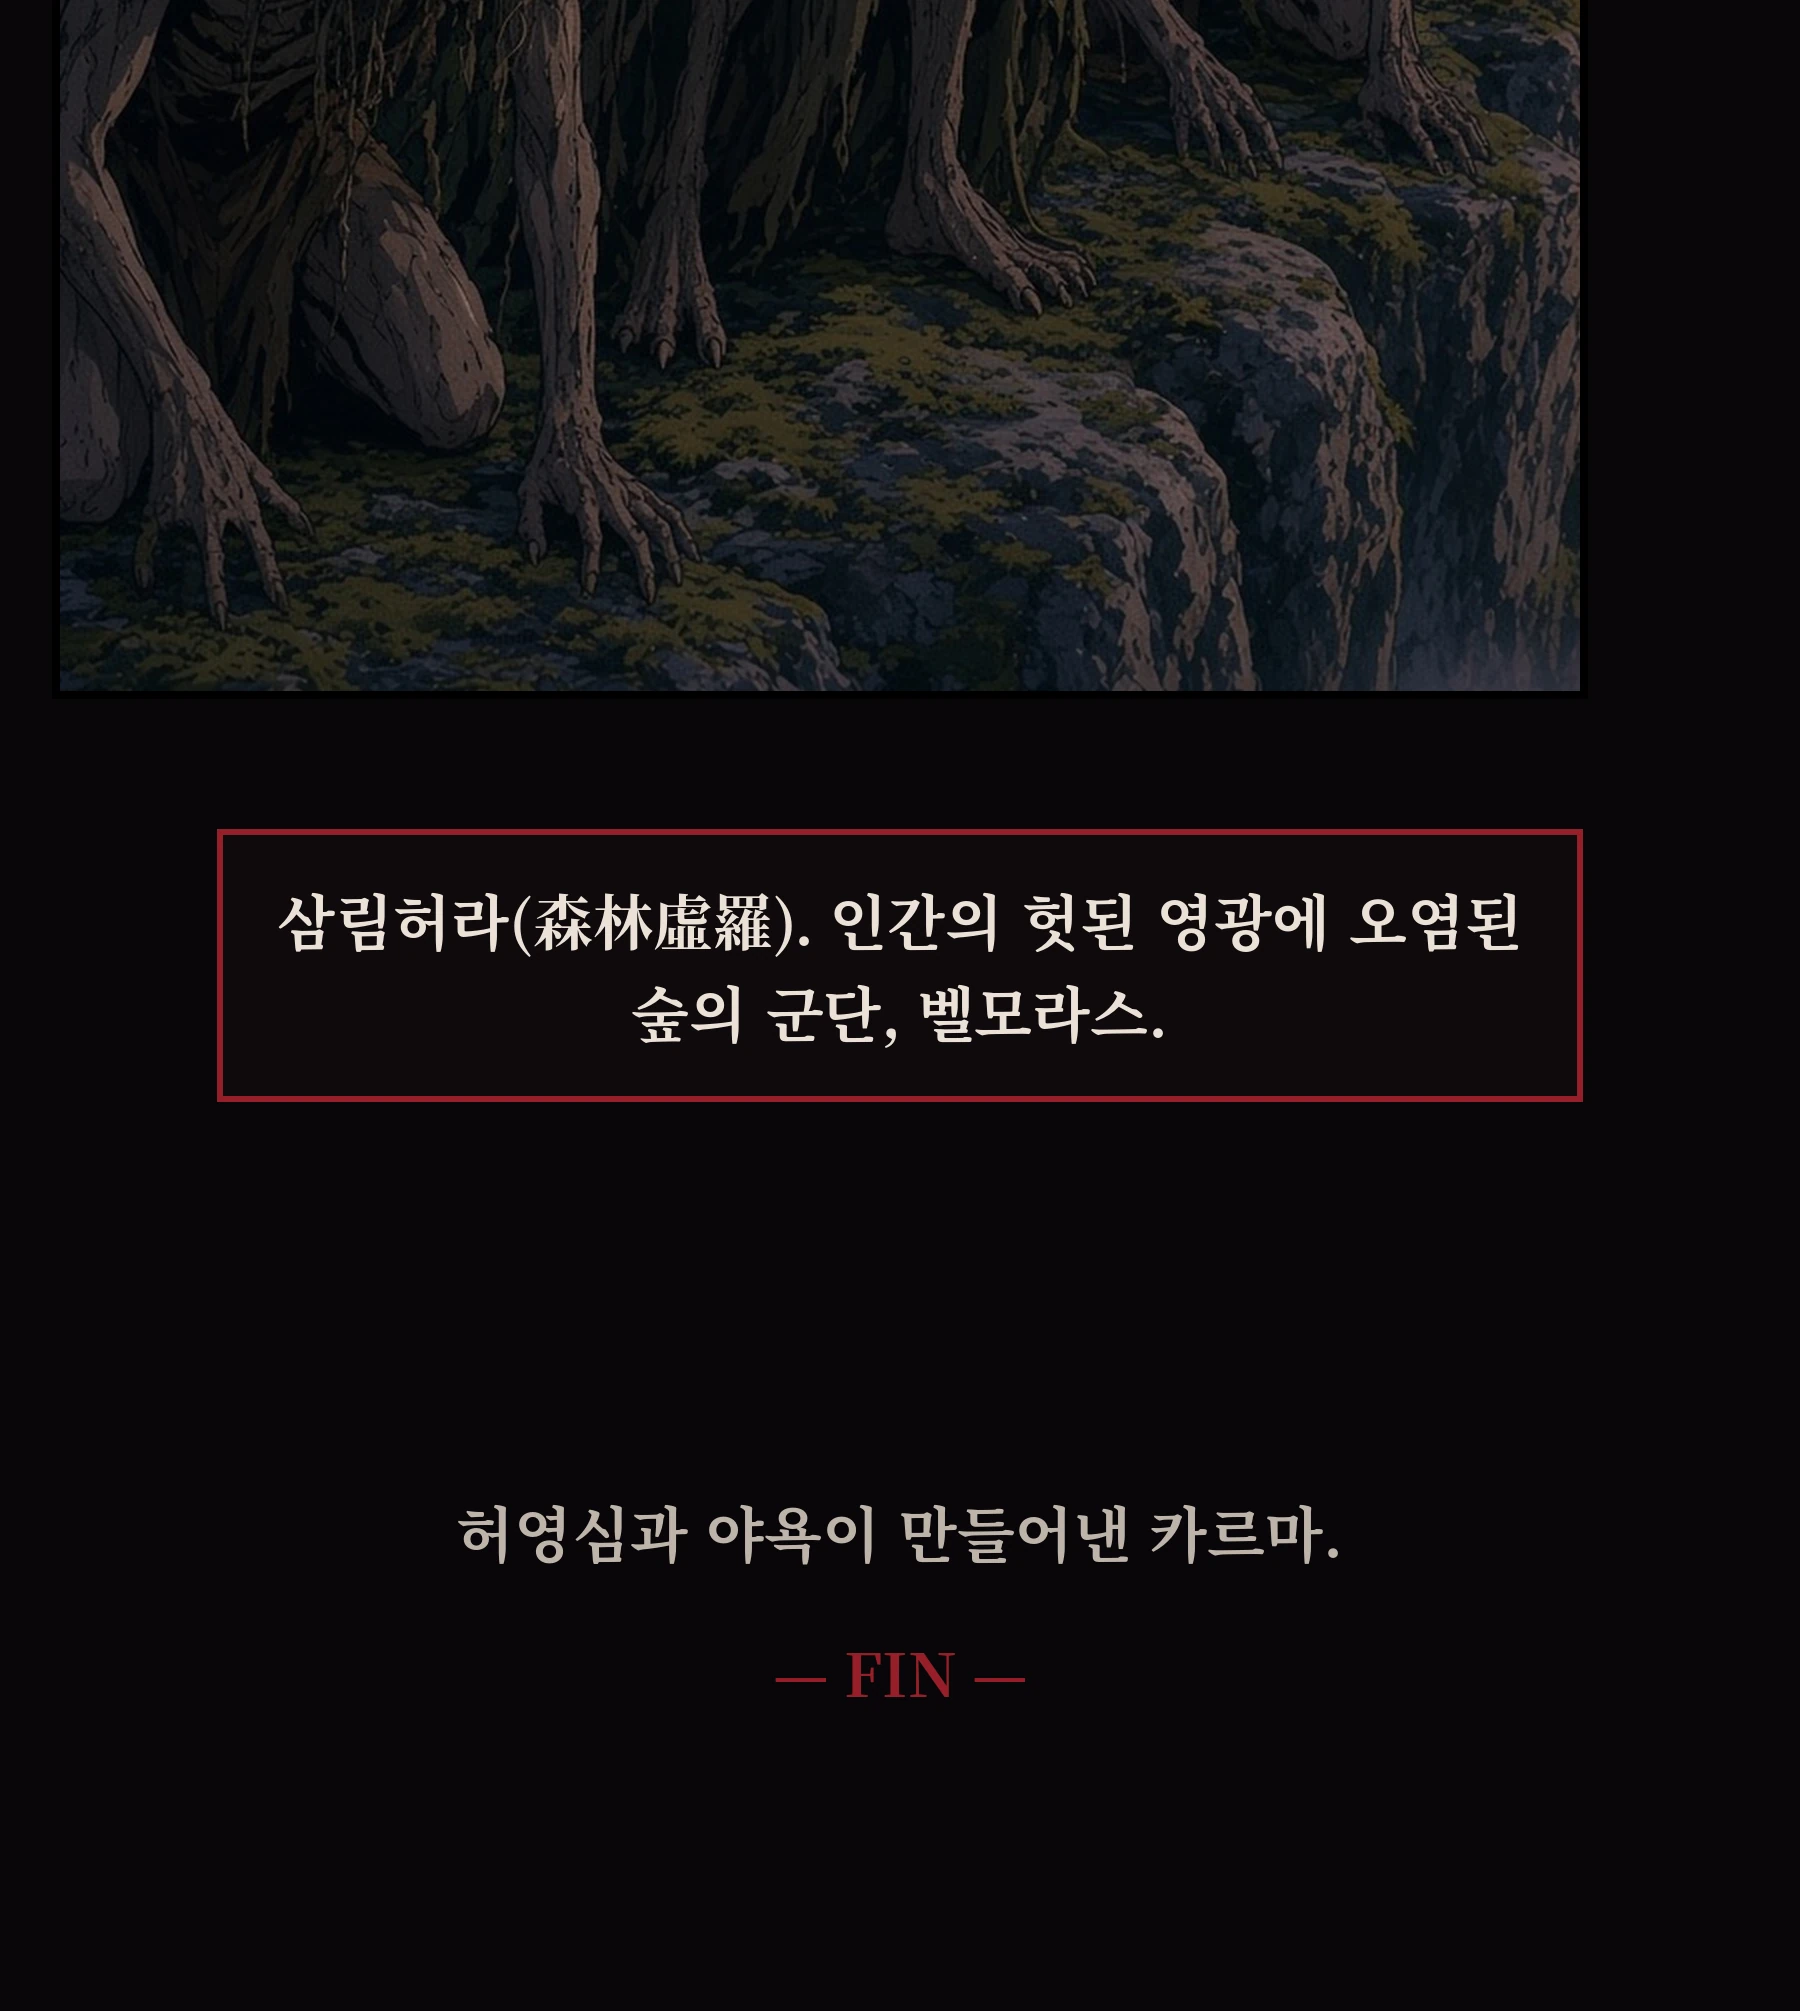 삼림허라(森林虛羅). 인간의 헛된 영광에 오염된
숲의 군단, 벨모라스.
허영심과 야욕이 만들어낸 카르마.
— FIN —